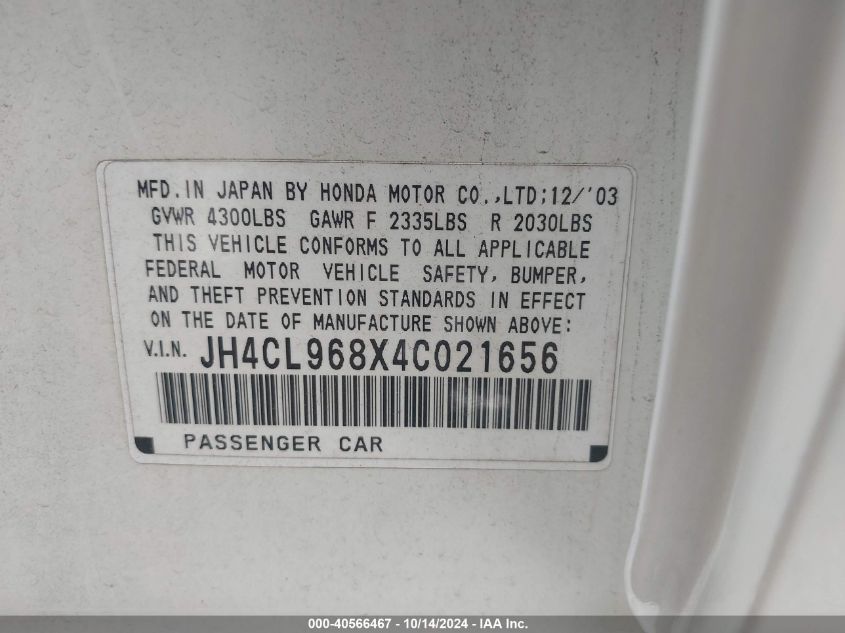 MFD.IN JAPAN BY HONDA MOTOR CO.,LTD;12/'03
GVWR 4300LBS GAWR F 2335LBS R 2030LBS
THIS VEHICLE CONFORMS TO ALL APPLICABLE
FEDERAL MOTOR VEHICLE SAFETY, BUMPER,
AND THEFT PREVENTION STANDARDS IN EFFECT
ON THE DATE OF MANUFACTURE SHOWN ABOVE:
V.I.N. JH4CL968X4C021656
PASSENGER CAR
000-40566467 - 10/14/2024 - IAA Inc.